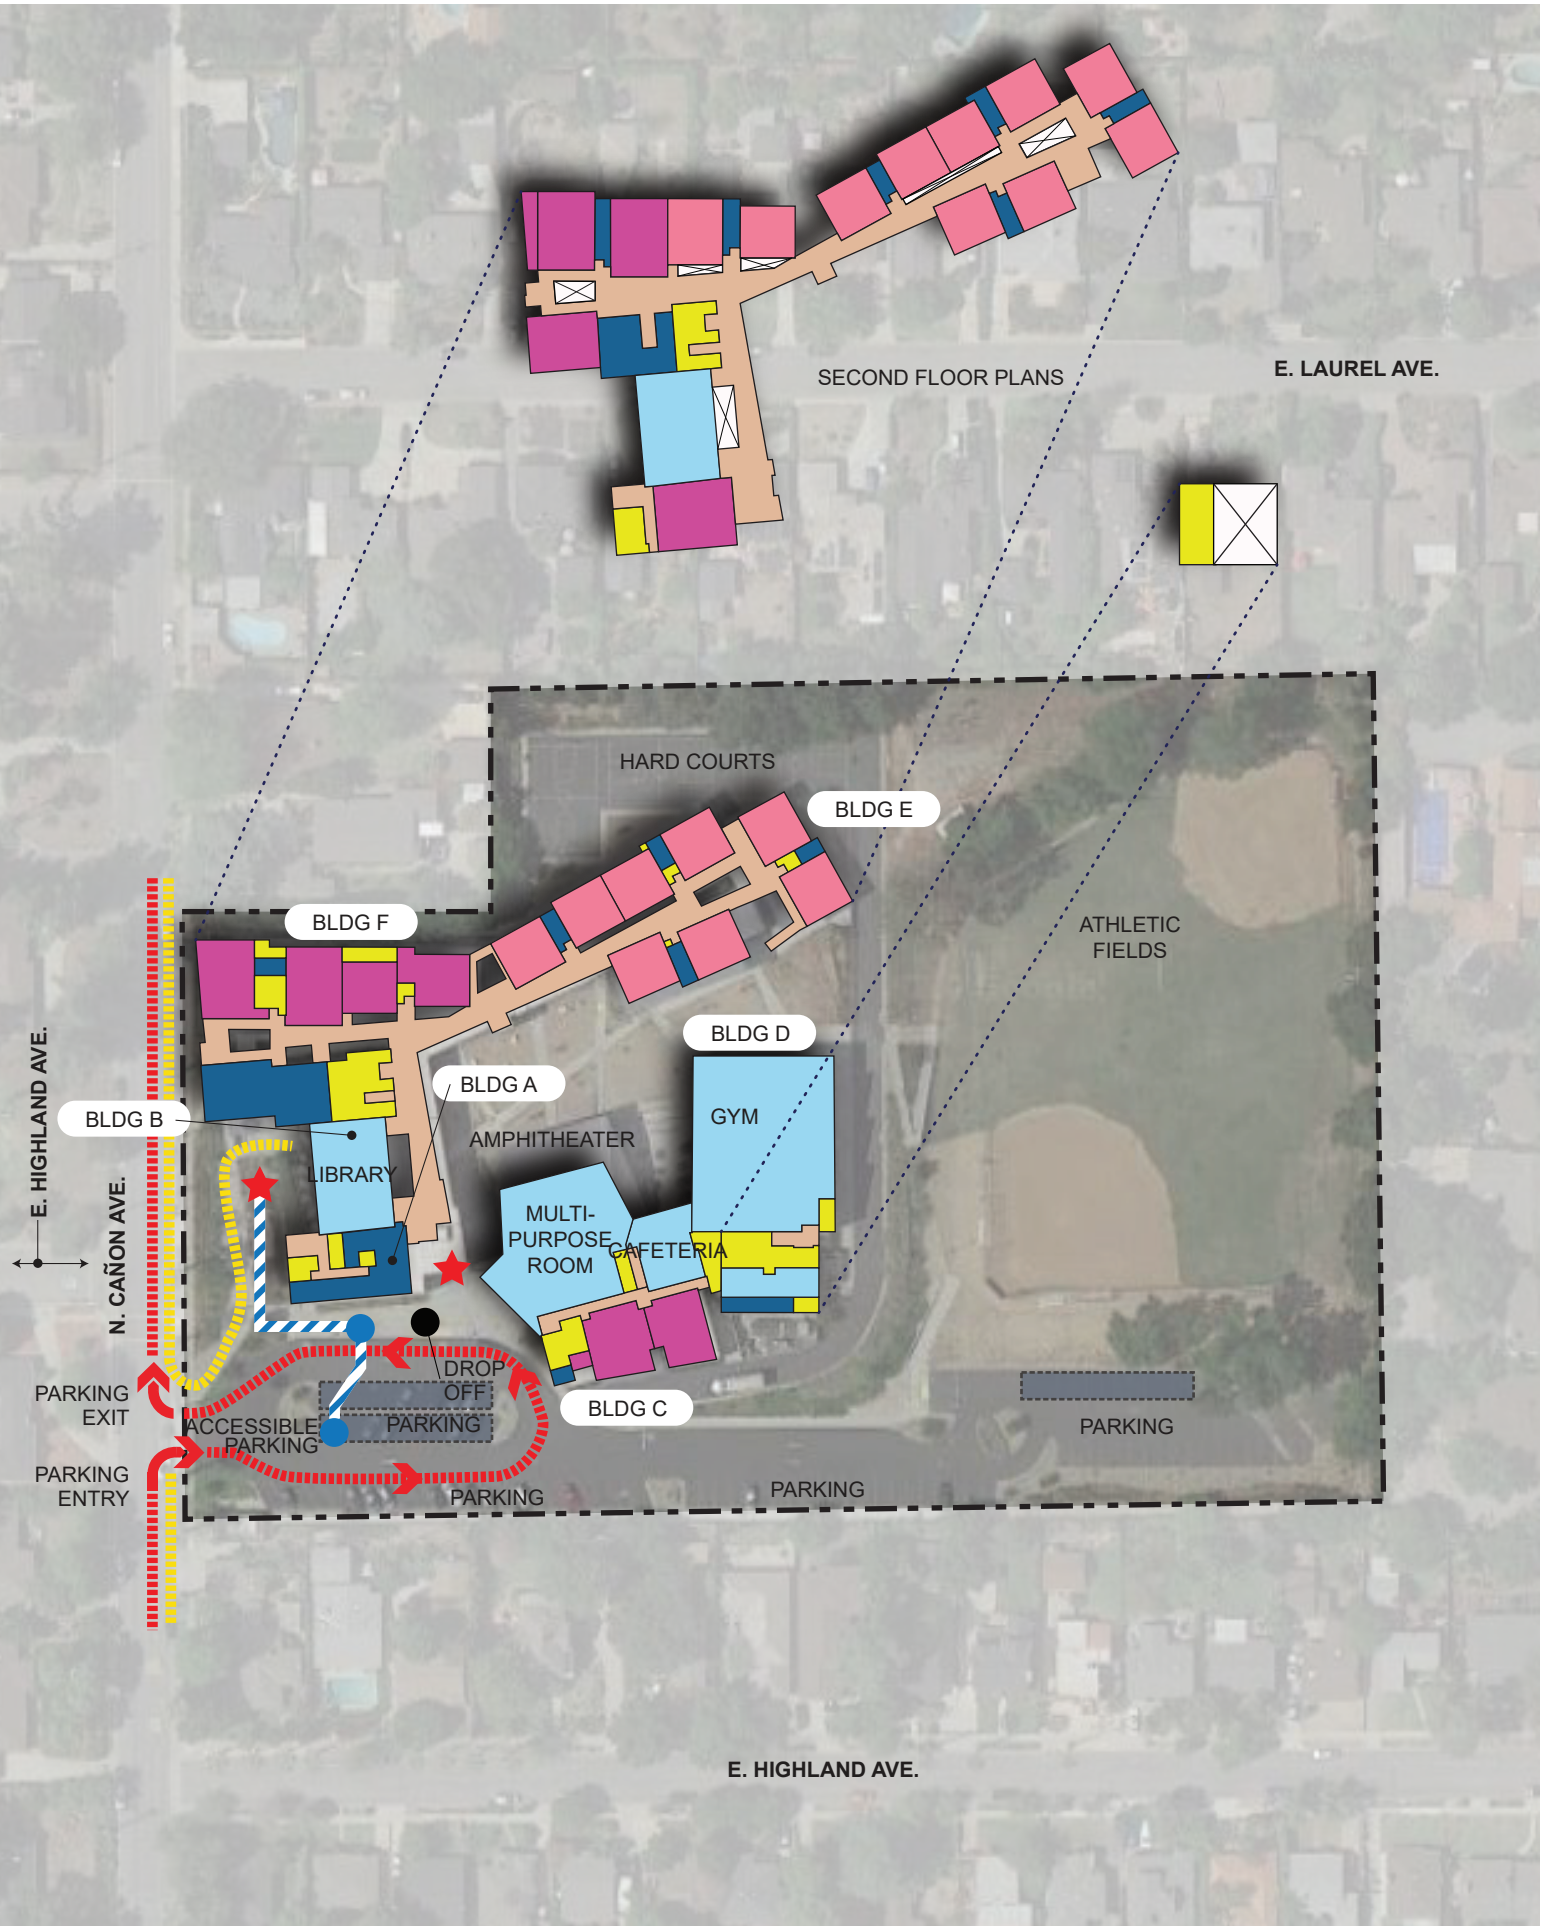 SECOND FLOOR PLANS
E. LAUREL AVE.
HARD COURTS
BLDG E
BLDG F
ATHLETIC
FIELDS
BLDG D
BLDG A
BLDG B
E. HIGHLAND AVE.
N. CAÑON AVE.
GYM
AMPHITHEATER
LIBRARY
MULTI-
PURPOSE
ROOM
CAFETERIA
DROP
OFF
PARKING
EXIT
BLDG C
ACCESSIBLE
PARKING
PARKING
PARKING
PARKING
ENTRY
PARKING
PARKING
E. HIGHLAND AVE.